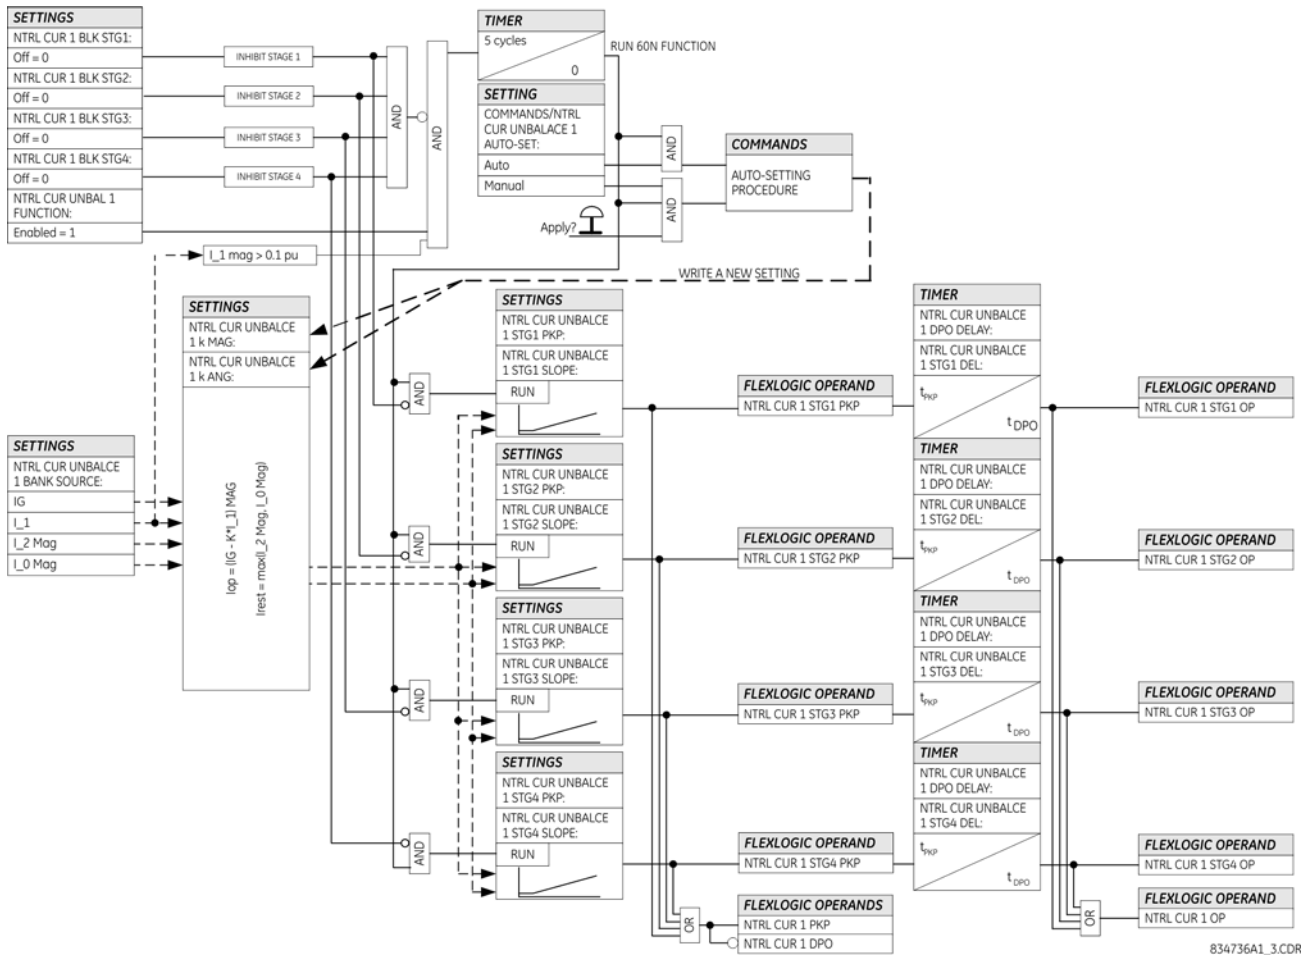 SETTINGS
NTRL CUR 1 BLK STG1:
Off = 0
NTRL CUR 1 BLK STG2:
Off = 0
NTRL CUR 1 BLK STG3:
Off = 0
NTRL CUR 1 BLK STG4:
Off = 0
NTRL CUR UNBAL 1
FUNCTION:
Enabled = 1
INHIBIT STAGE 1
INHIBIT STAGE 2
INHIBIT STAGE 3
INHIBIT STAGE 4
AND
AND
I_1 mag > 0.1 pu
TIMER
5 cycles
0
RUN 60N FUNCTION
SETTING
COMMANDS/NTRL
CUR UNBALACE 1
AUTO-SET:
Auto
Manual
Apply?
AND
AND
COMMANDS
AUTO-SETTING
PROCEDURE
WRITE A NEW SETTING
SETTINGS
NTRL CUR UNBALCE
1 k MAG:
NTRL CUR UNBALCE
1 k ANG:
Iop = (IG - K*I_1) MAG
Irest = max(I_2 Mag, I_0 Mag)
SETTINGS
NTRL CUR UNBALCE
1 BANK SOURCE:
IG
I_1
I_2 Mag
I_0 Mag
AND
AND
AND
AND
SETTINGS
NTRL CUR UNBALCE
1 STG1 PKP:
NTRL CUR UNBALCE
1 STG1 SLOPE:
RUN
SETTINGS
NTRL CUR UNBALCE
1 STG2 PKP:
NTRL CUR UNBALCE
1 STG2 SLOPE:
RUN
SETTINGS
NTRL CUR UNBALCE
1 STG3 PKP:
NTRL CUR UNBALCE
1 STG3 SLOPE:
RUN
SETTINGS
NTRL CUR UNBALCE
1 STG4 PKP:
NTRL CUR UNBALCE
1 STG4 SLOPE:
RUN
FLEXLOGIC OPERAND
NTRL CUR 1 STG1 PKP
FLEXLOGIC OPERAND
NTRL CUR 1 STG2 PKP
FLEXLOGIC OPERAND
NTRL CUR 1 STG3 PKP
FLEXLOGIC OPERAND
NTRL CUR 1 STG4 PKP
OR
FLEXLOGIC OPERANDS
NTRL CUR 1 PKP
NTRL CUR 1 DPO
TIMER
NTRL CUR UNBALCE
1 DPO DELAY:
NTRL CUR UNBALCE
1 STG1 DEL:
tPKP
t DPO
TIMER
NTRL CUR UNBALCE
1 DPO DELAY:
NTRL CUR UNBALCE
1 STG2 DEL:
tPKP
t DPO
TIMER
NTRL CUR UNBALCE
1 DPO DELAY:
NTRL CUR UNBALCE
1 STG3 DEL:
tPKP
t DPO
TIMER
NTRL CUR UNBALCE
1 DPO DELAY:
NTRL CUR UNBALCE
1 STG4 DEL:
tPKP
t DPO
FLEXLOGIC OPERAND
NTRL CUR 1 STG1 OP
FLEXLOGIC OPERAND
NTRL CUR 1 STG2 OP
FLEXLOGIC OPERAND
NTRL CUR 1 STG3 OP
FLEXLOGIC OPERAND
NTRL CUR 1 STG4 OP
OR
FLEXLOGIC OPERAND
NTRL CUR 1 OP
834736A1_3.CDR